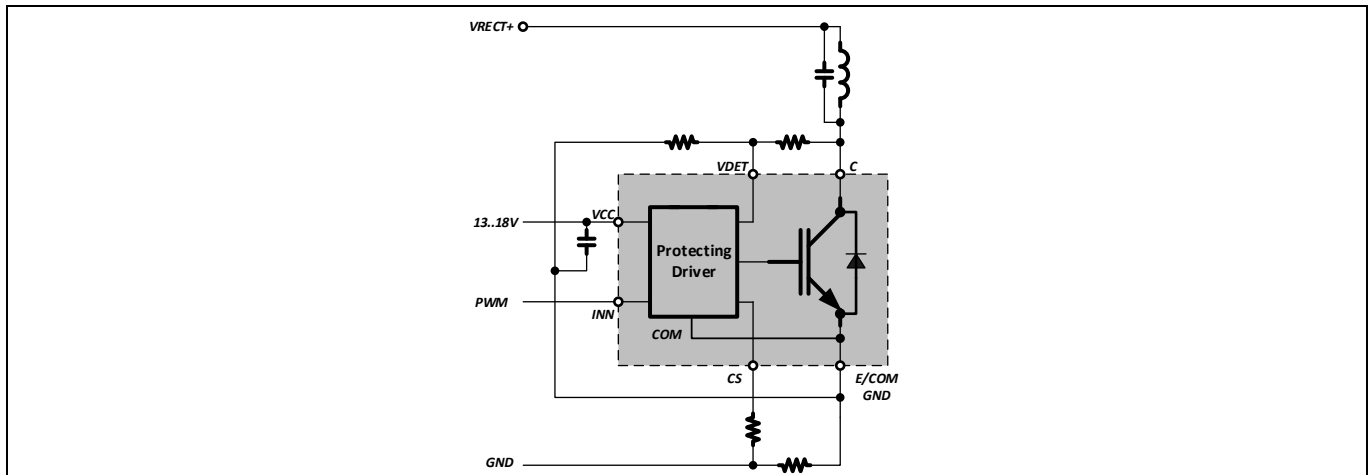 VRECT+
VDET
C
13..18V
VCC
Protecting
Driver
PWM
INN
COM
CS
E/COM
GND
GND